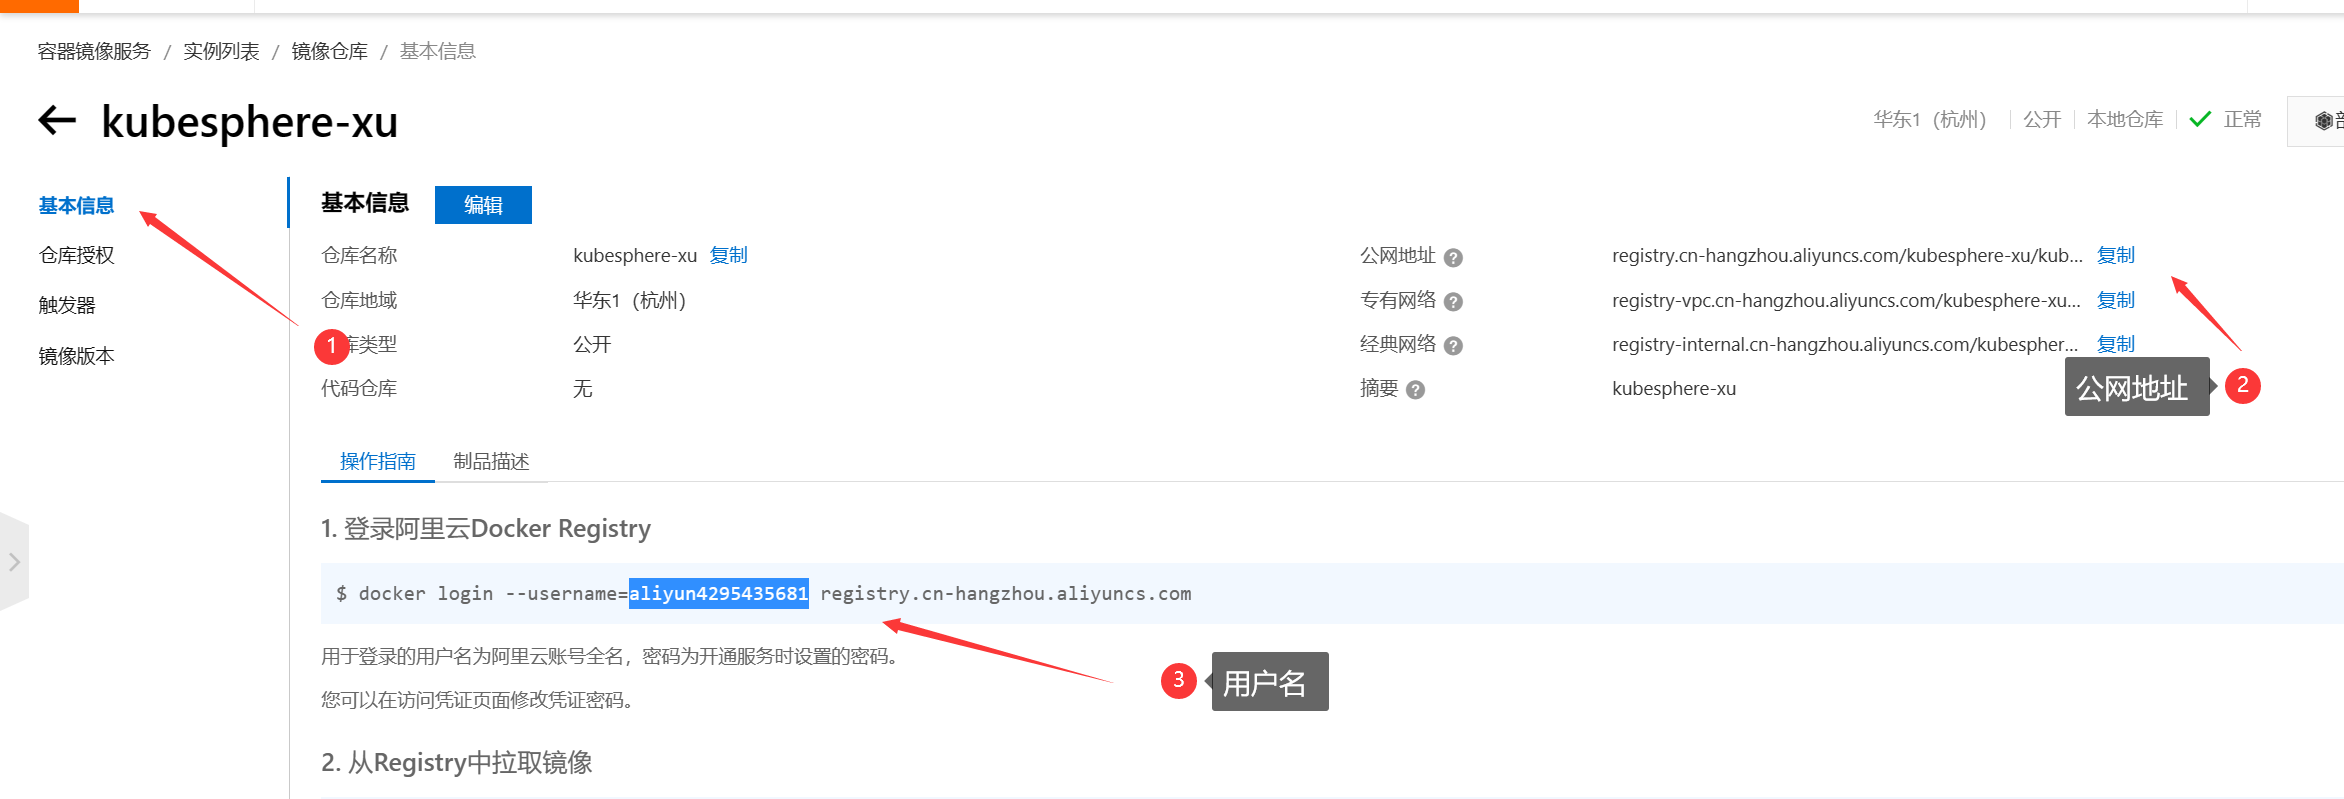 容器镜像服务 / 实例列表 / 镜像仓库 / 基本信息
kubesphere-xu
华东1（杭州） 公开 本地仓库 正常
基本信息
仓库授权
触发器
镜像版本
基本信息 编辑
仓库名称 kubesphere-xu 复制 公网地址 registry.cn-hangzhou.aliyuncs.com/kubesphere-xu/kub... 复制
仓库地域 华东1（杭州） 专有网络 registry-vpc.cn-hangzhou.aliyuncs.com/kubesphere-xu... 复制
1 库类型 公开 经典网络 registry-internal.cn-hangzhou.aliyuncs.com/kubespher... 复制
代码仓库 无 摘要 kubesphere-xu
公网地址 2
操作指南 制品描述
1. 登录阿里云Docker Registry
$ docker login --username=aliyun4295435681 registry.cn-hangzhou.aliyuncs.com
用于登录的用户名为阿里云账号全名，密码为开通服务时设置的密码。
3 用户名
您可以在访问凭证页面修改凭证密码。
2. 从Registry中拉取镜像